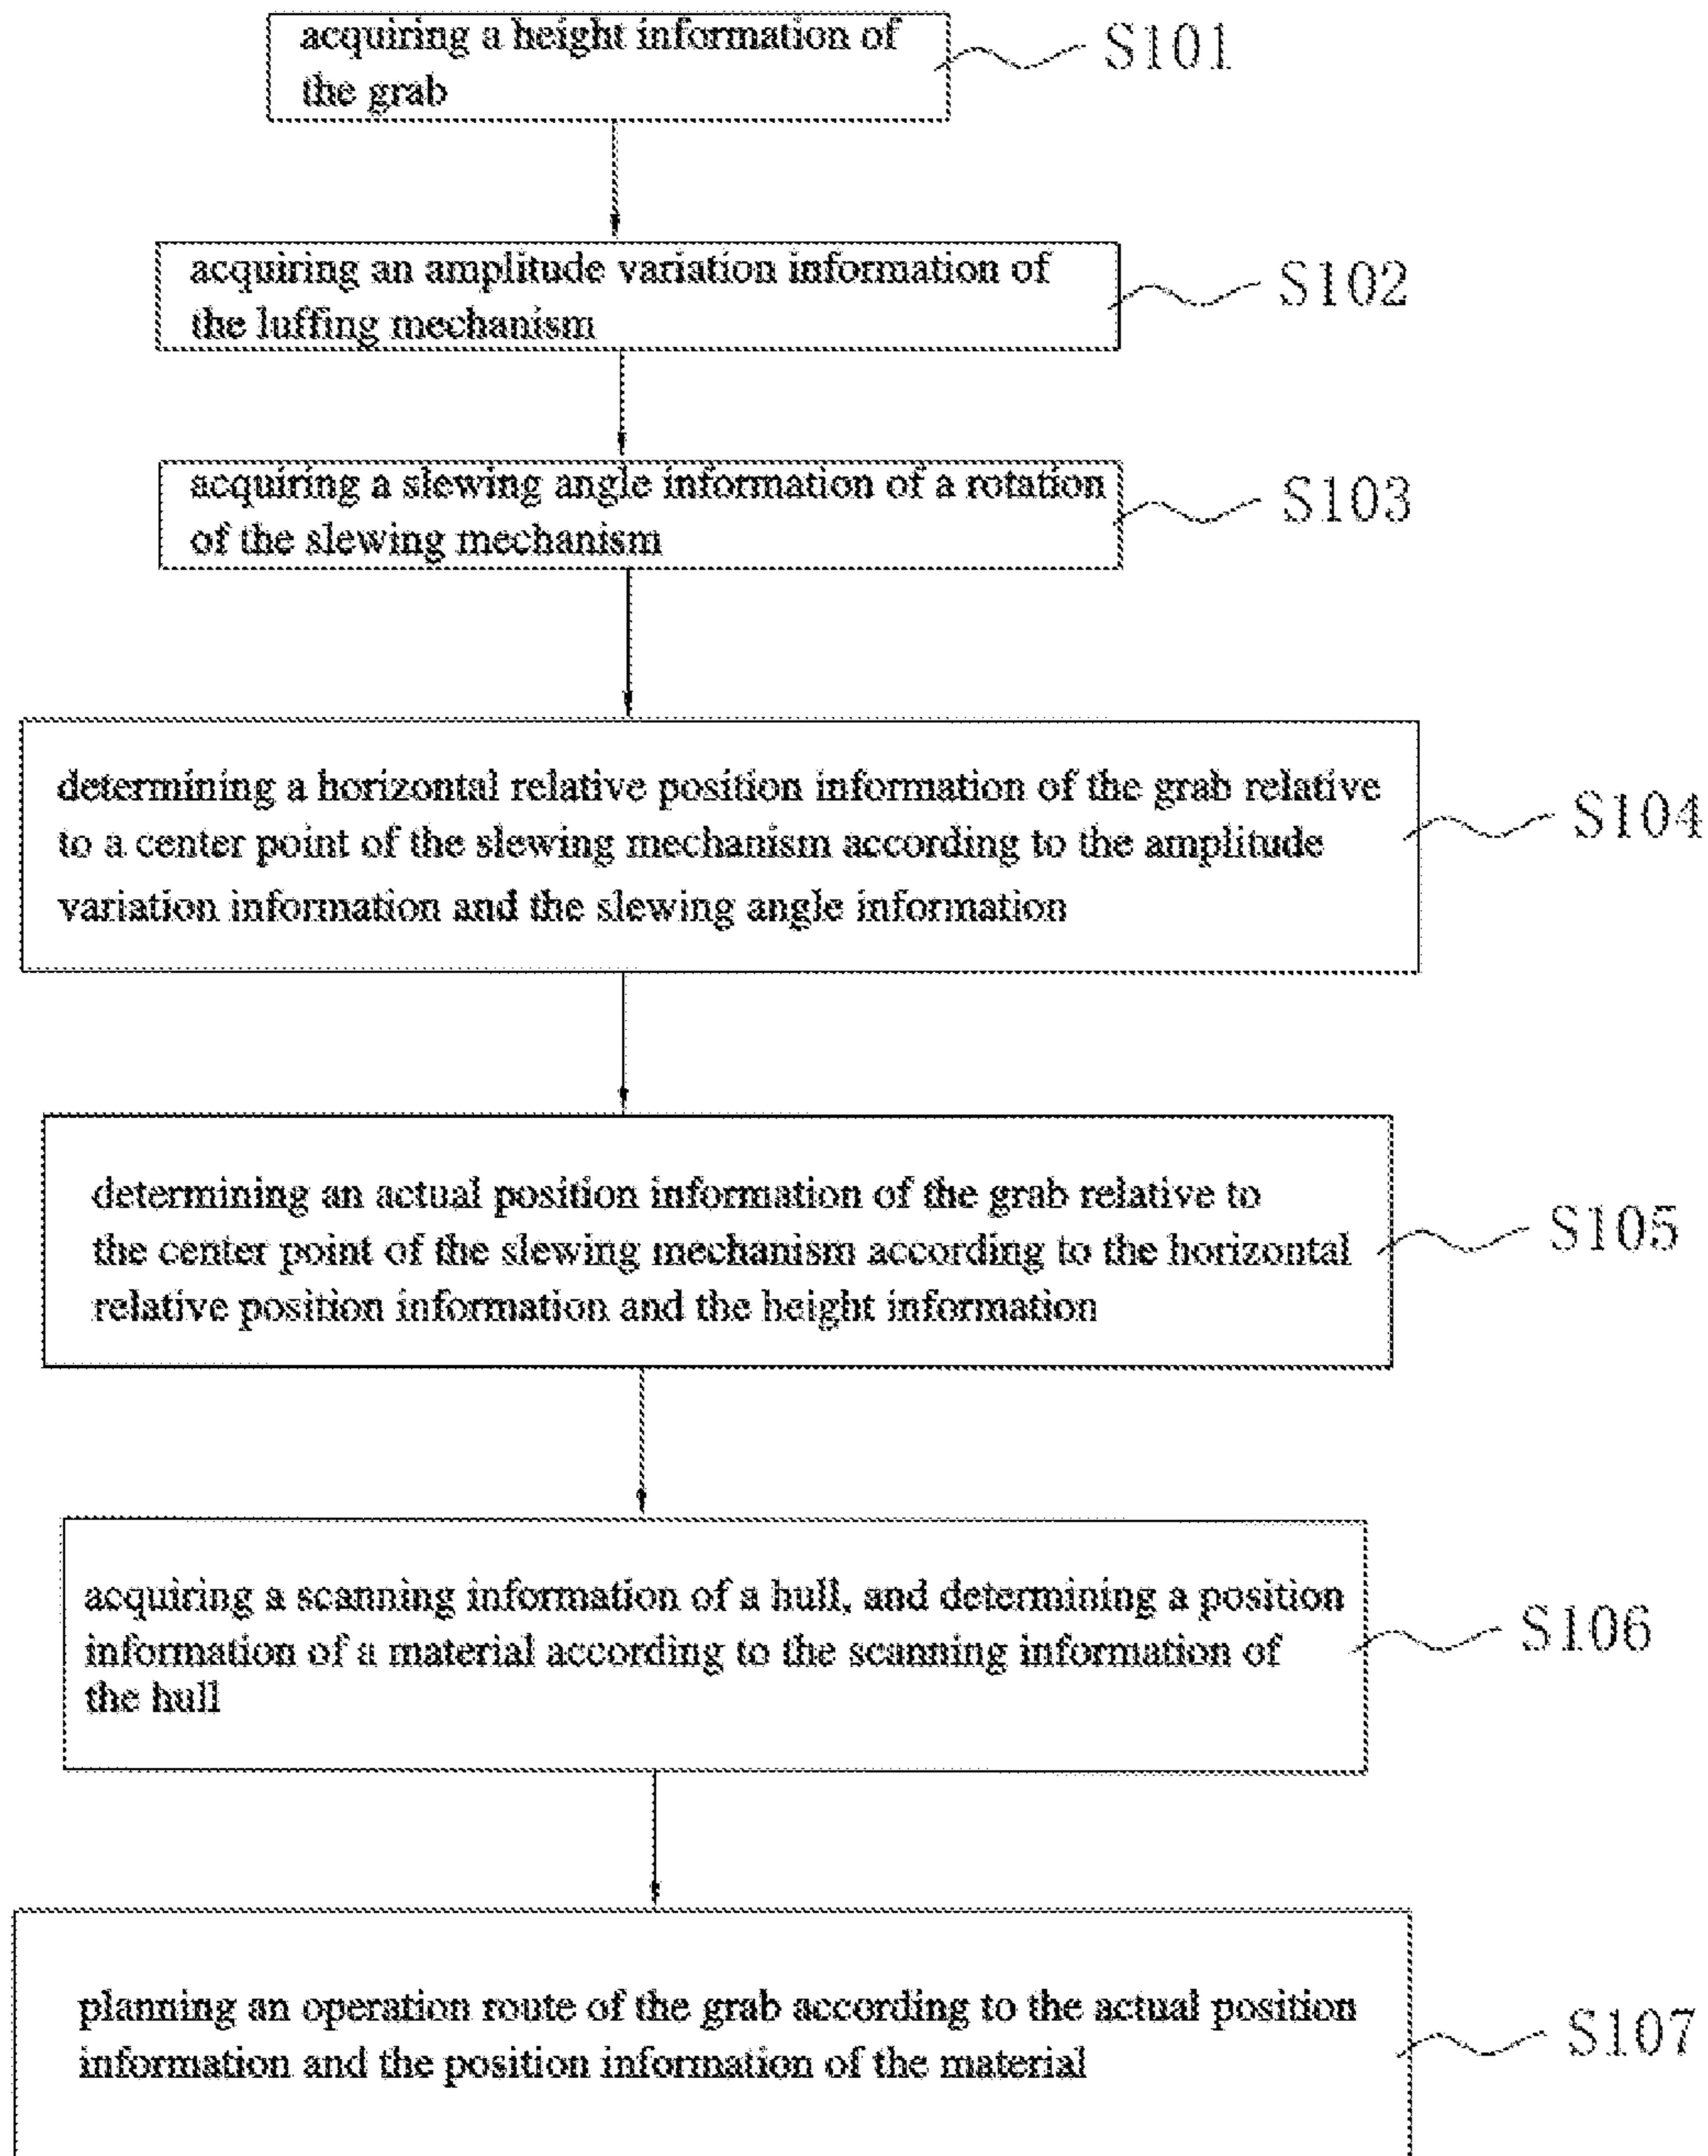 acquiring a height information of
the grab
S101
acquiring an amplitude variation information of
the luffing mechanism
S102
acquiring a slewing angle information of a rotation
of the slewing mechanism
S103
determining a horizontal relative position information of the grab relative
to a center point of the slewing mechanism according to the amplitude
variation information and the slewing angle information
S104
determining an actual position information of the grab relative to
the center point of the slewing mechanism according to the horizontal
relative position information and the height information
S105
acquiring a scanning information of a hull, and determining a position
information of a material according to the scanning information of
the hull
S106
planning an operation route of the grab according to the actual position
information and the position information of the material
S107